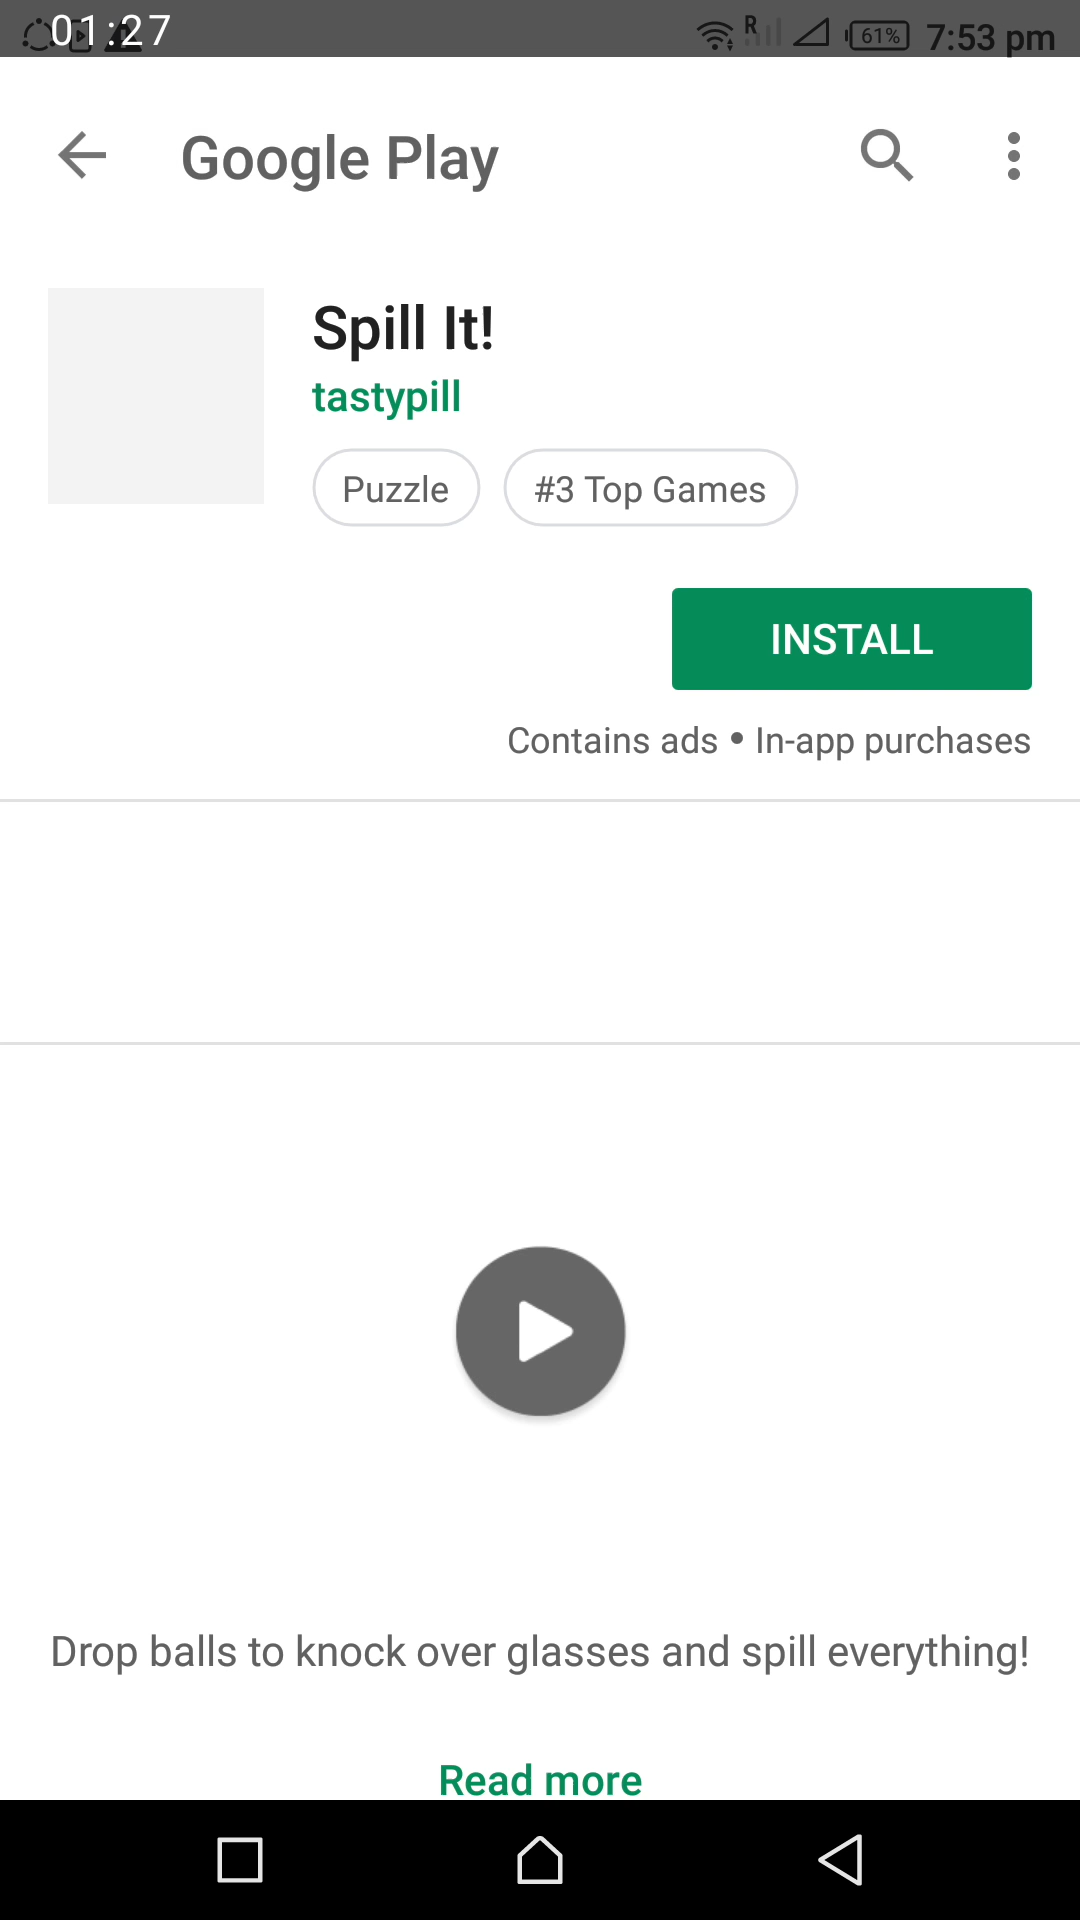 01:27 R 61% 7:53 pm
Google Play
Spill It!
tastypill
Puzzle #3 Top Games
INSTALL
Contains ads • In-app purchases
Drop balls to knock over glasses and spill everything!
Read more